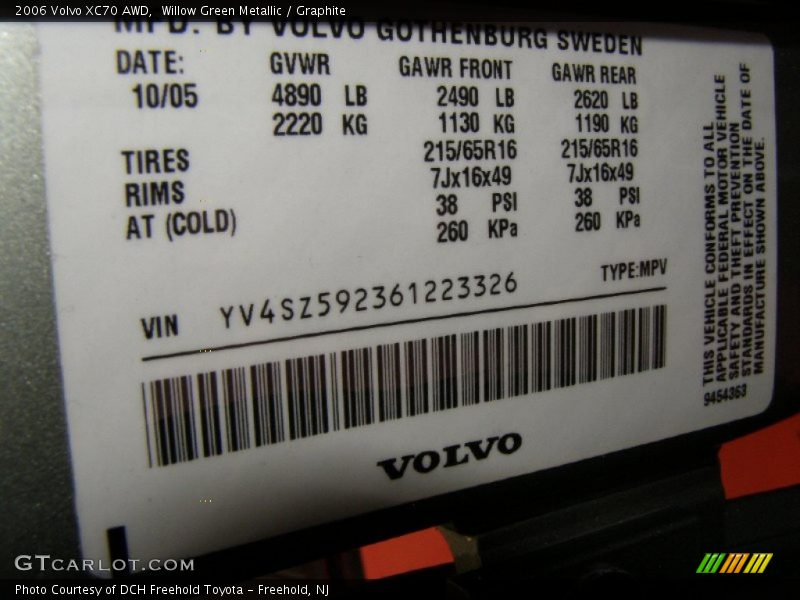 2006 Volvo XC70 AWD, Willow Green Metallic / Graphite
MFD. BY VOLVO GOTHENBURG SWEDEN
DATE: GVWR GAWR FRONT GAWR REAR
10/05 4890 LB 2490 LB 2620 LB
2220 KG 1130 KG 1190 KG
TIRES 215/65R16 215/65R16
RIMS 7Jx16x49 7Jx16x49
AT (COLD) 38 PSI 38 PSI
260 KPa 260 KPa
VIN YV4SZ592361223326 TYPE:MPV
VOLVO
THIS VEHICLE CONFORMS TO ALL
APPLICABLE FEDERAL MOTOR VEHICLE
SAFETY AND THEFT PREVENTION
STANDARDS IN EFFECT ON THE DATE OF
MANUFACTURE SHOWN ABOVE.
9454363
GTCARLOT.COM
Photo Courtesy of DCH Freehold Toyota - Freehold, NJ